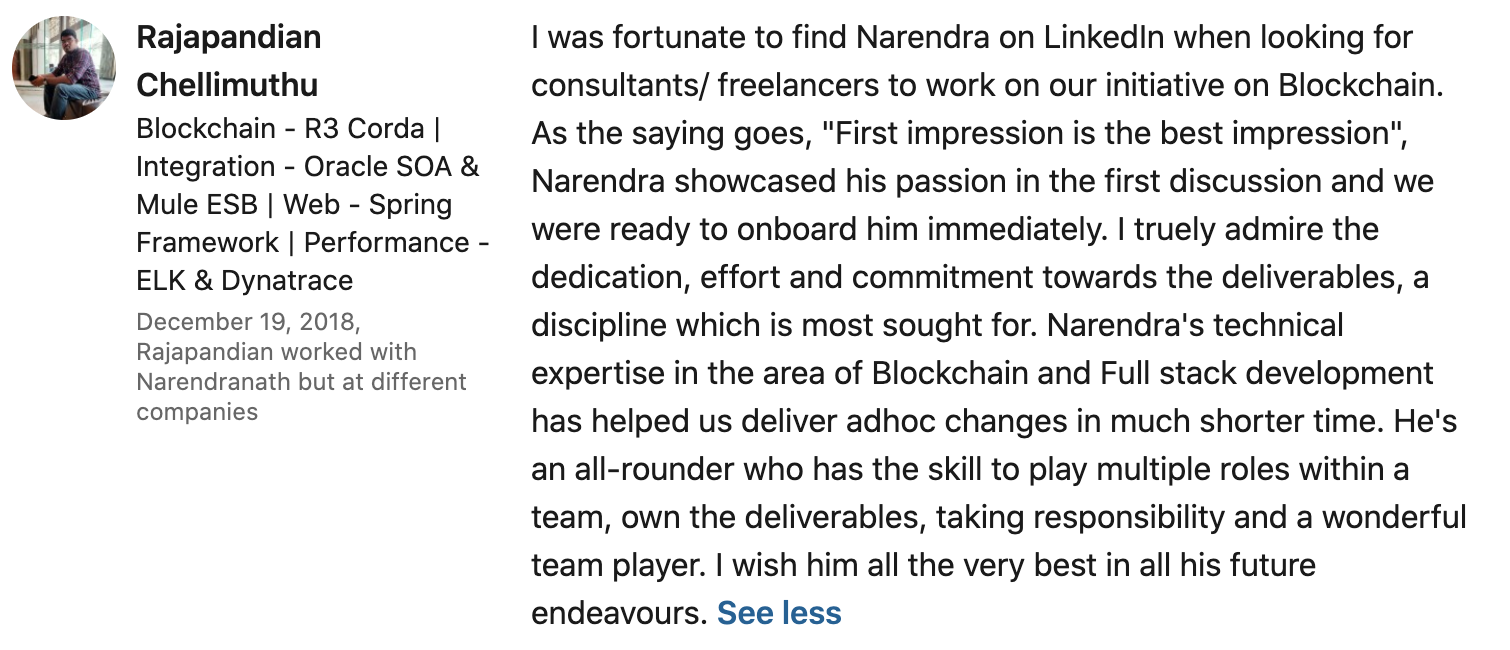 Rajapandian
Chellimuthu
Blockchain - R3 Corda |
Integration - Oracle SOA &
Mule ESB | Web - Spring
Framework | Performance -
ELK & Dynatrace
December 19, 2018,
Rajapandian worked with
Narendranath but at different
companies
I was fortunate to find Narendra on LinkedIn when looking for
consultants/ freelancers to work on our initiative on Blockchain.
As the saying goes, "First impression is the best impression",
Narendra showcased his passion in the first discussion and we
were ready to onboard him immediately. I truely admire the
dedication, effort and commitment towards the deliverables, a
discipline which is most sought for. Narendra's technical
expertise in the area of Blockchain and Full stack development
has helped us deliver adhoc changes in much shorter time. He's
an all-rounder who has the skill to play multiple roles within a
team, own the deliverables, taking responsibility and a wonderful
team player. I wish him all the very best in all his future
endeavours. See less